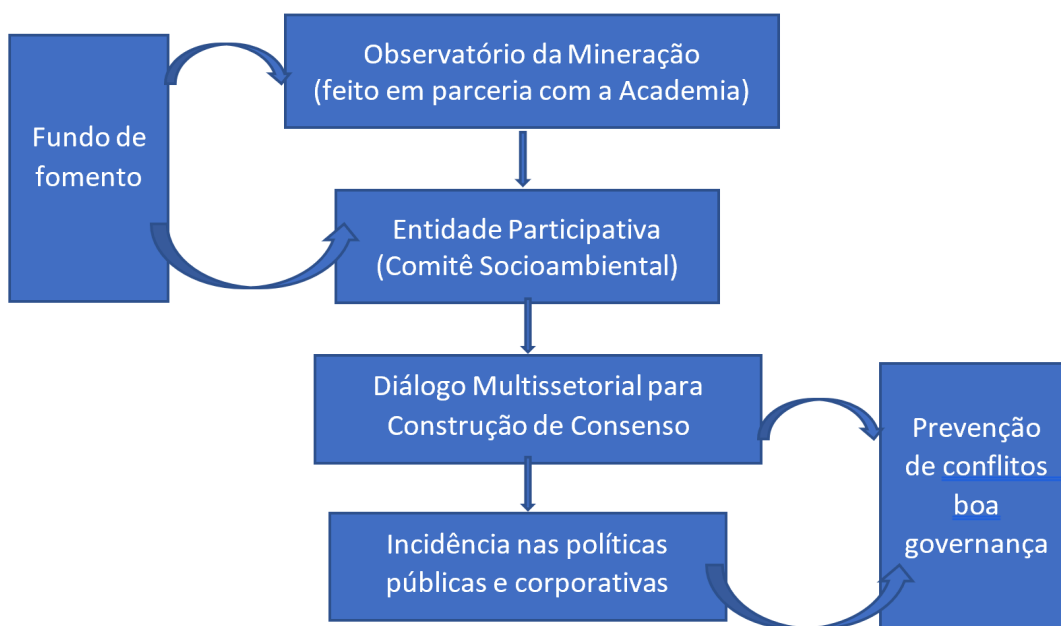 Fundo de
fomento
Observatório da Mineração
(feito em parceria com a Academia)
Entidade Participativa
(Comitê Socioambiental)
Diálogo Multissetorial para
Construção de Consenso
Incidência nas políticas
públicas e corporativas
Prevenção
de conflitos
boa
governança